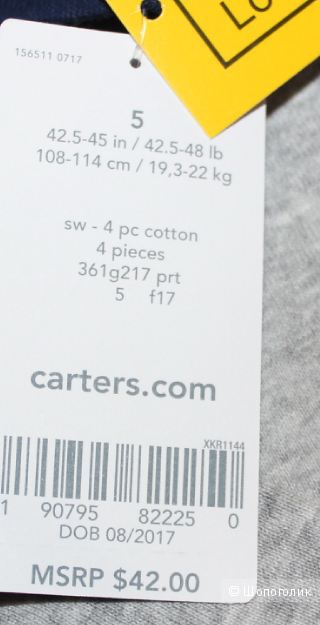 156511 0717
5
42.5-45 in / 42.5-48 lb
108-114 cm / 19,3-22 kg
sw - 4 pc cotton
4 pieces
361g217 prt
5 f17
carters.com
XKR1144
1 90795 82225 0
DOB 08/2017
MSRP $42.00
© Шопоголик